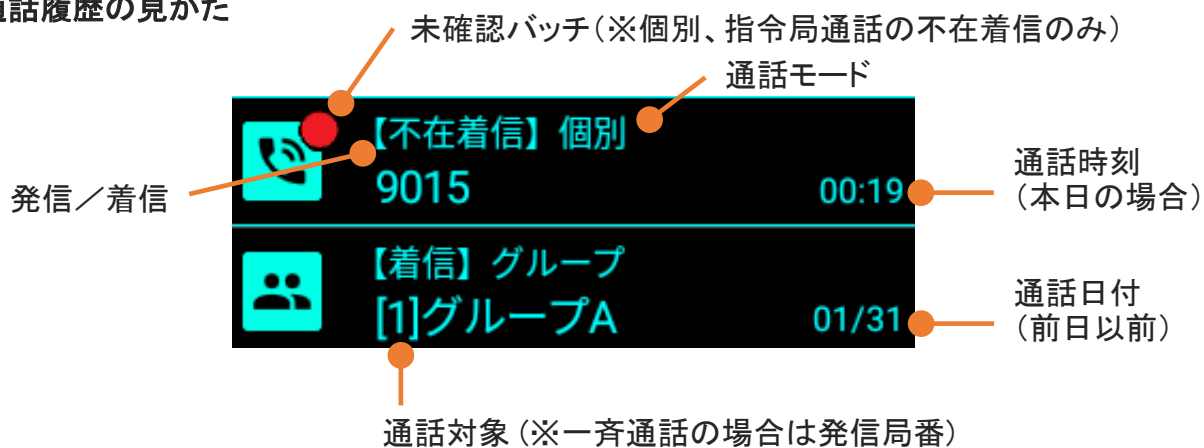 通話履歴の見かた
未確認バッチ（※個別、指令局通話の不在着信のみ）
通話モード
【不在着信】個別
9015
00:19
発信／着信
通話時刻
（本日の場合）
【着信】グループ
[1]グループA
01/31
通話日付
（前日以前）
通話対象（※一斉通話の場合は発信局番）